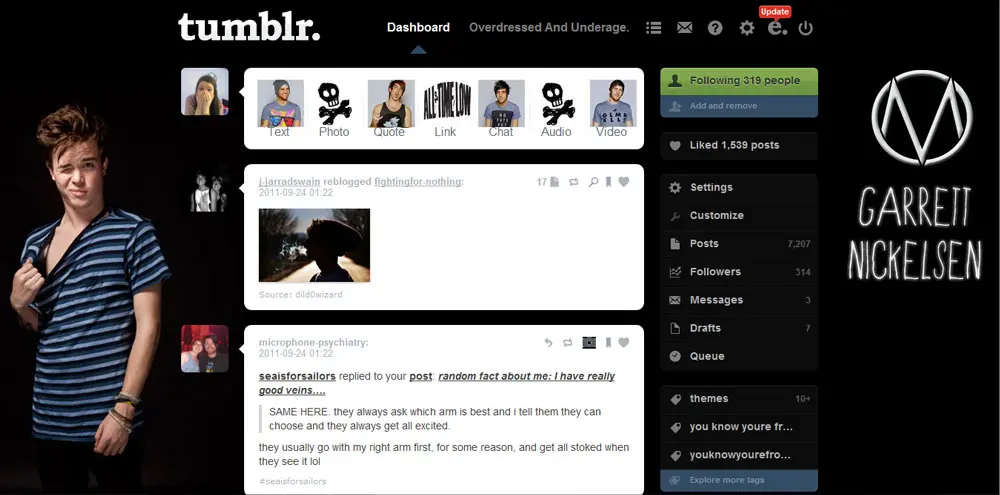 tumblr.
Dashboard
Overdressed And Underage.
Update
e.
Text
Photo
Quote
ALL TIME LOW
Link
Chat
Audio
Video
j-jarradswain reblogged fightingfor-nothing:
2011-09-24 01:22
17
Source: dild0wizard
microphone-psychiatry:
2011-09-24 01:22
seaisforsailors replied to your post: random fact about me: I have really
good veins....
SAME HERE. they always ask which arm is best and i tell them they can
choose and they always get all excited.
they usually go with my right arm first, for some reason, and get all stoked when
they see it lol
#seaisforsailors
Following 319 people
Add and remove
Liked 1,539 posts
Settings
Customize
Posts 7,207
Followers 314
Messages 3
Drafts 7
Queue
themes 10+
you know youre fr...
youknowyourefro...
Explore more tags
GARRETT
NICKELSEN